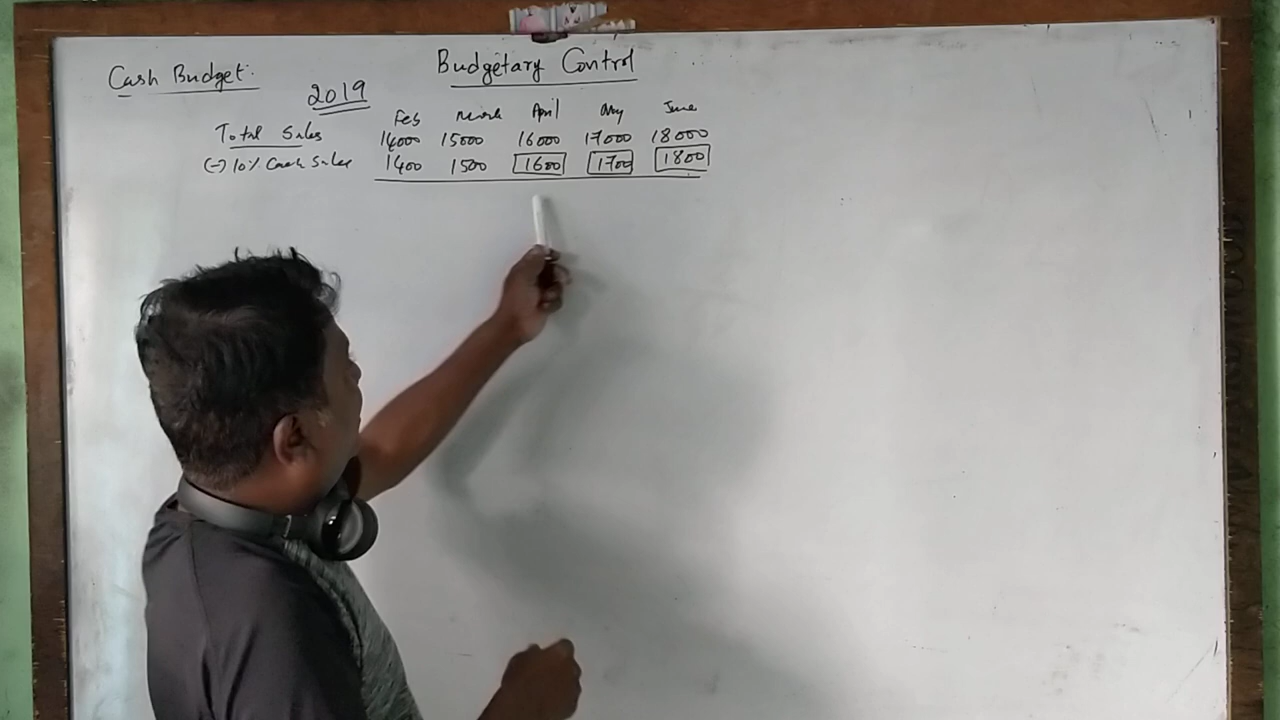 Budgetary Control
Cash Budget.
2019
Feb March April May June
Total Sales 14000 15000 16000 17000 18000
(-) 10% Cash Sales 1400 1500 1600 1700 1800